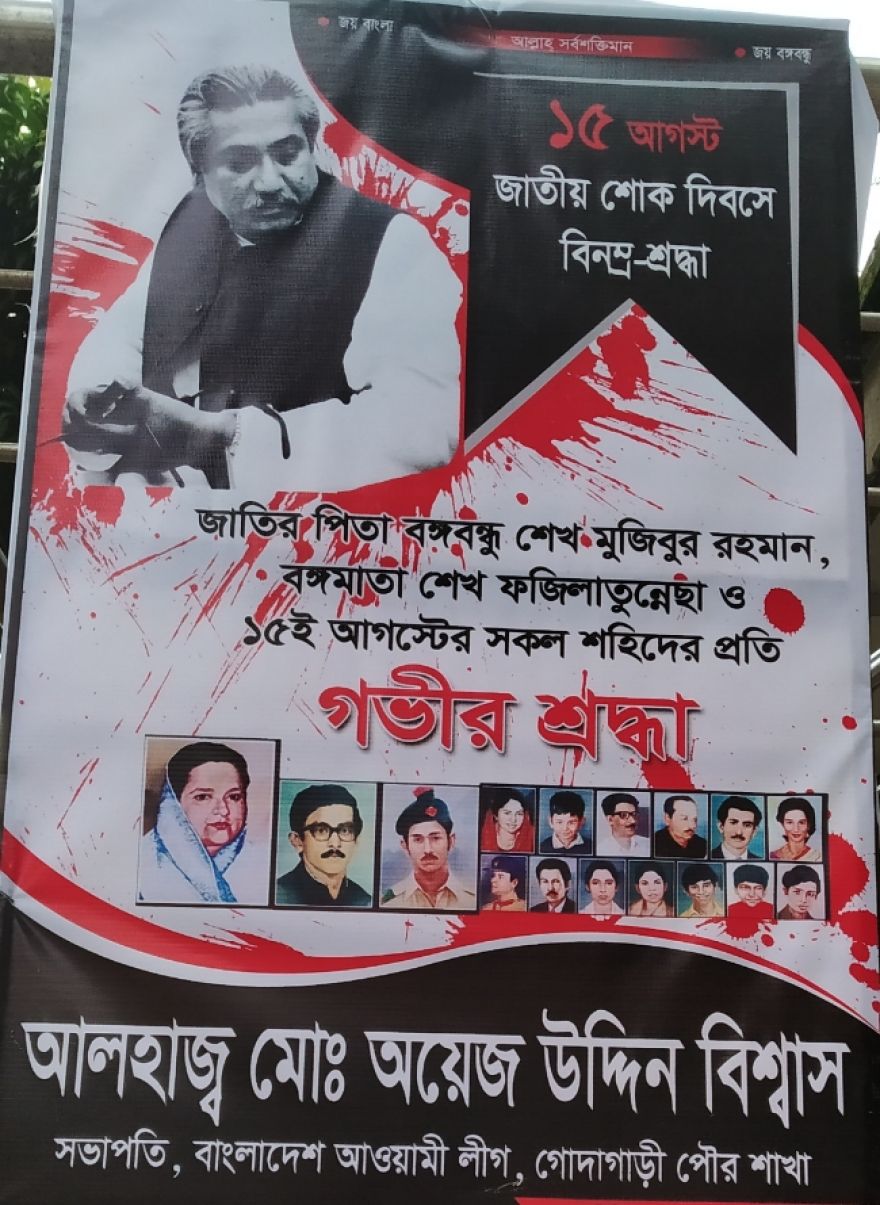 জয় বাংলা
আল্লাহ সর্বশক্তিমান
জয় বঙ্গবন্ধু
১৫ আগস্ট
জাতীয় শোক দিবসে
বিনম্র-শ্রদ্ধা
জাতির পিতা বঙ্গবন্ধু শেখ মুজিবুর রহমান,
বঙ্গমাতা শেখ ফজিলাতুন্নেছা ও
১৫ই আগস্টের সকল শহিদের প্রতি
গভীর শ্রদ্ধা
আলহাজ্ব মোঃ অয়েজ উদ্দিন বিশ্বাস
সভাপতি, বাংলাদেশ আওয়ামী লীগ, গোদাগাড়ী পৌর শাখা